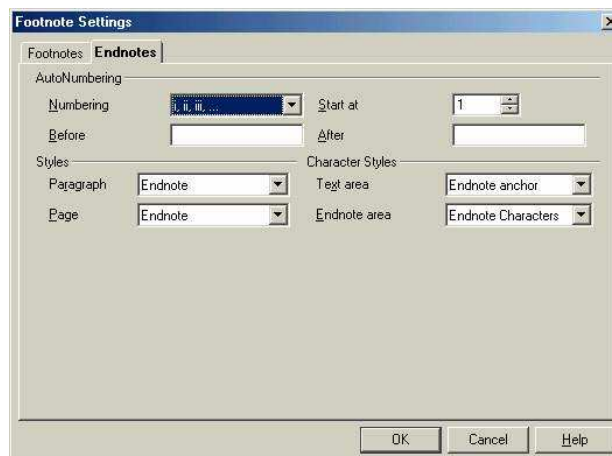 Footnote Settings
Footnotes Endnotes
AutoNumbering
Numbering i, ii, iii, ... Start at 1
Before After
Styles Character Styles
Paragraph Endnote Text area Endnote anchor
Page Endnote Endnote area Endnote Characters
OK Cancel Help